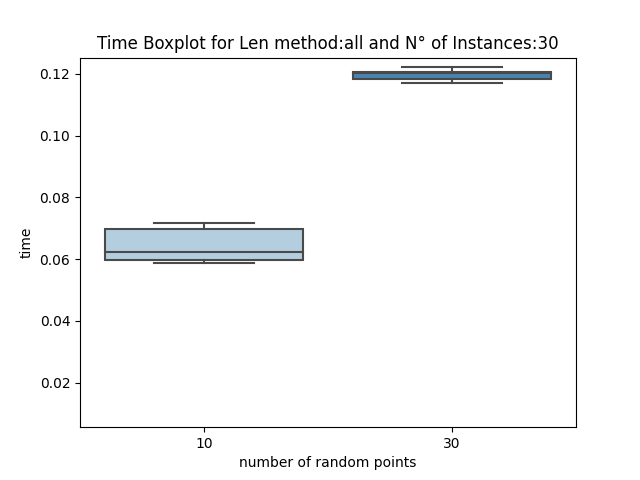 Time Boxplot for Len method:all and N° of Instances:30
0.12
0.10
0.08
0.06
0.04
0.02
time
10 30
number of random points